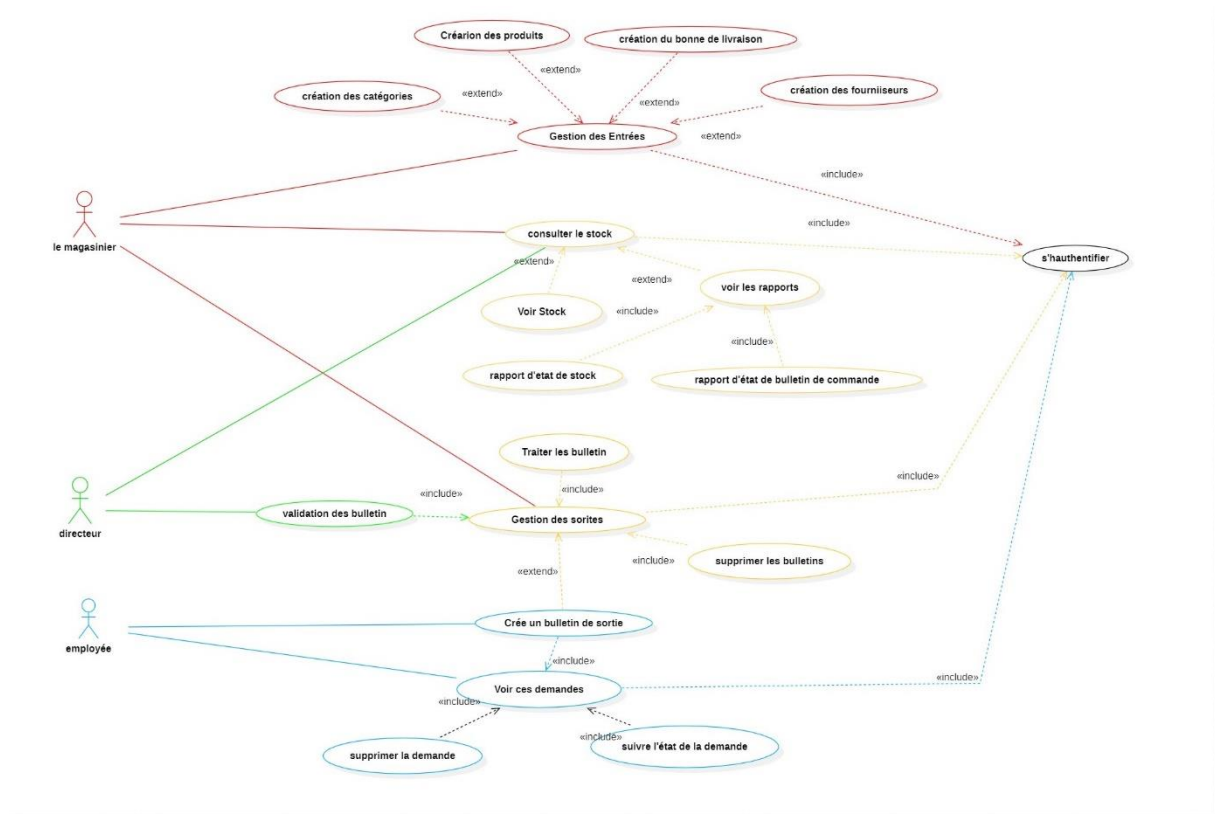 Créarion des produits
création du bonne de livraison
«extend»
création des catégories
«extend»
création des fourniiseurs
«extend»
Gestion des Entrées
«extend»
«include»
«include»
le magasinier
consulter le stock
s'hauthentifier
«extend»
«extend»
voir les rapports
Voir Stock
«include»
«include»
rapport d'etat de stock
rapport d'état de bulletin de commande
Traiter les bulletin
«include»
«include»
«include»
validation des bulletin
Gestion des sorites
directeur
«include»
supprimer les bulletins
«extend»
Crée un bulletin de sortie
employée
«include»
«include»
Voir ces demandes
«include»
«include»
suivre l'état de la demande
supprimer la demande